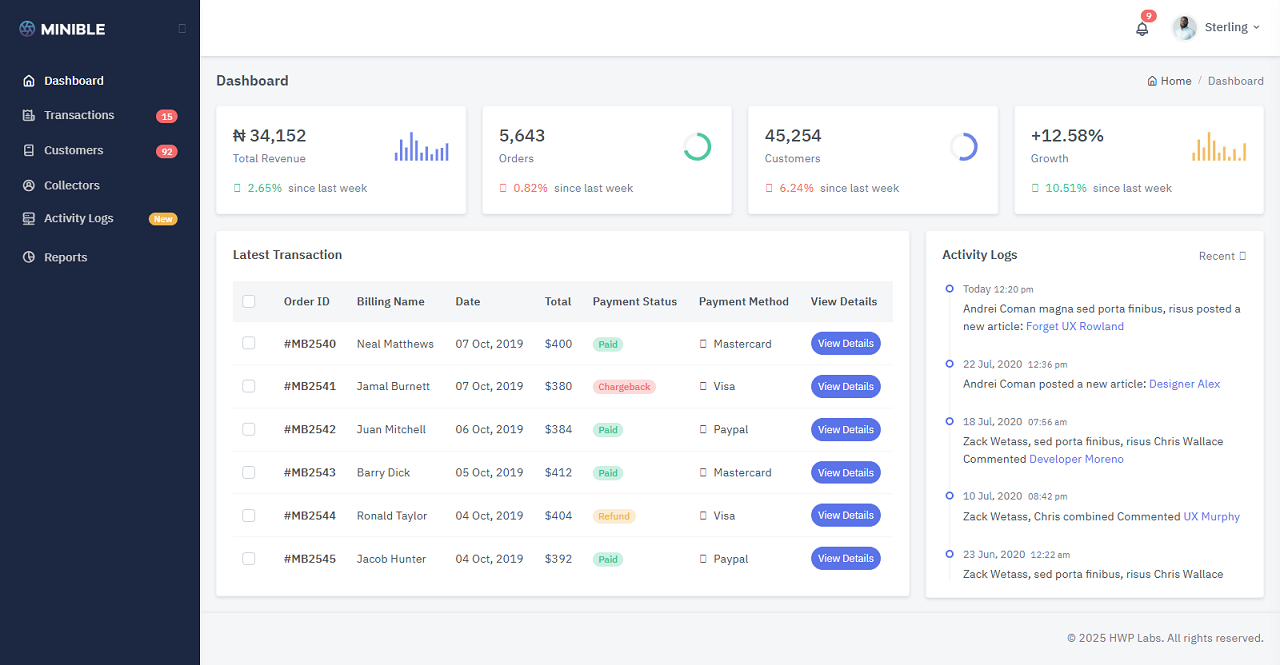 MINIBLE
9
Sterling
Dashboard
Transactions 15
Customers 92
Collectors
Activity Logs New
Reports
Dashboard
Home / Dashboard
₦ 34,152
Total Revenue
2.65% since last week
5,643
Orders
0.82% since last week
45,254
Customers
6.24% since last week
+12.58%
Growth
10.51% since last week
Latest Transaction
Order ID Billing Name Date Total Payment Status Payment Method View Details
#MB2540 Neal Matthews 07 Oct, 2019 $400 Paid Mastercard View Details
#MB2541 Jamal Burnett 07 Oct, 2019 $380 Chargeback Visa View Details
#MB2542 Juan Mitchell 06 Oct, 2019 $384 Paid Paypal View Details
#MB2543 Barry Dick 05 Oct, 2019 $412 Paid Mastercard View Details
#MB2544 Ronald Taylor 04 Oct, 2019 $404 Refund Visa View Details
#MB2545 Jacob Hunter 04 Oct, 2019 $392 Paid Paypal View Details
Activity Logs
Recent
Today 12:20 pm
Andrei Coman magna sed porta finibus, risus posted a
new article: Forget UX Rowland
22 Jul, 2020 12:36 pm
Andrei Coman posted a new article: Designer Alex
18 Jul, 2020 07:56 am
Zack Wetass, sed porta finibus, risus Chris Wallace
Commented Developer Moreno
10 Jul, 2020 08:42 pm
Zack Wetass, Chris combined Commented UX Murphy
23 Jun, 2020 12:22 am
Zack Wetass, sed porta finibus, risus Chris Wallace
© 2025 HWP Labs. All rights reserved.